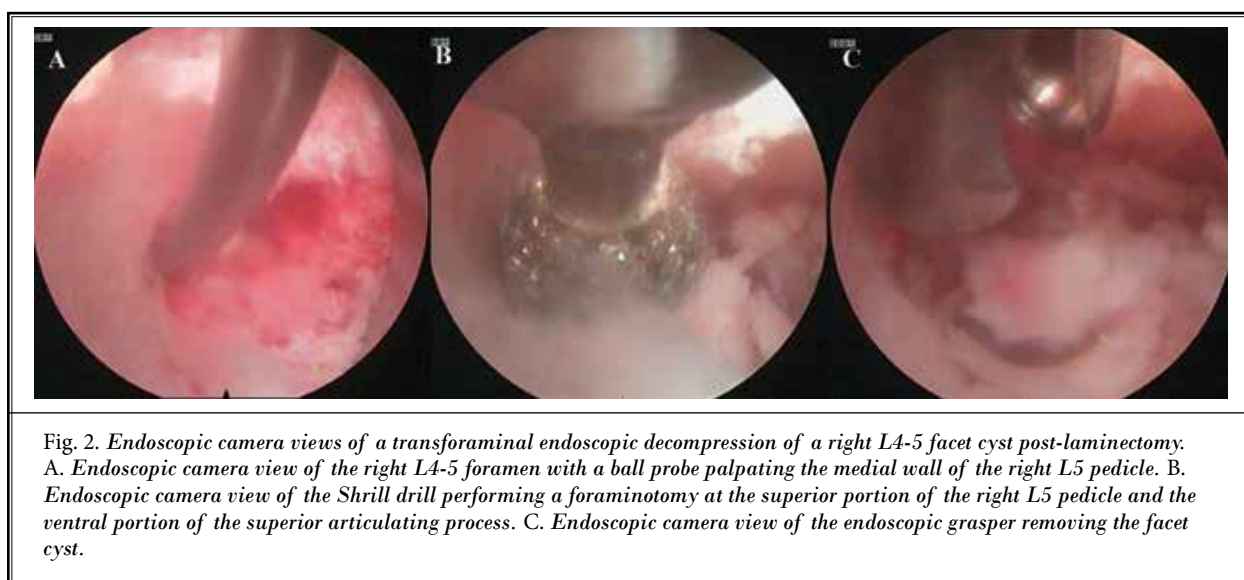 A
B
C
Fig. 2. Endoscopic camera views of a transforaminal endoscopic decompression of a right L4-5 facet cyst post-laminectomy.
A. Endoscopic camera view of the right L4-5 foramen with a ball probe palpating the medial wall of the right L5 pedicle. B.
Endoscopic camera view of the Shrill drill performing a foraminotomy at the superior portion of the right L5 pedicle and the
ventral portion of the superior articulating process. C. Endoscopic camera view of the endoscopic grasper removing the facet
cyst.